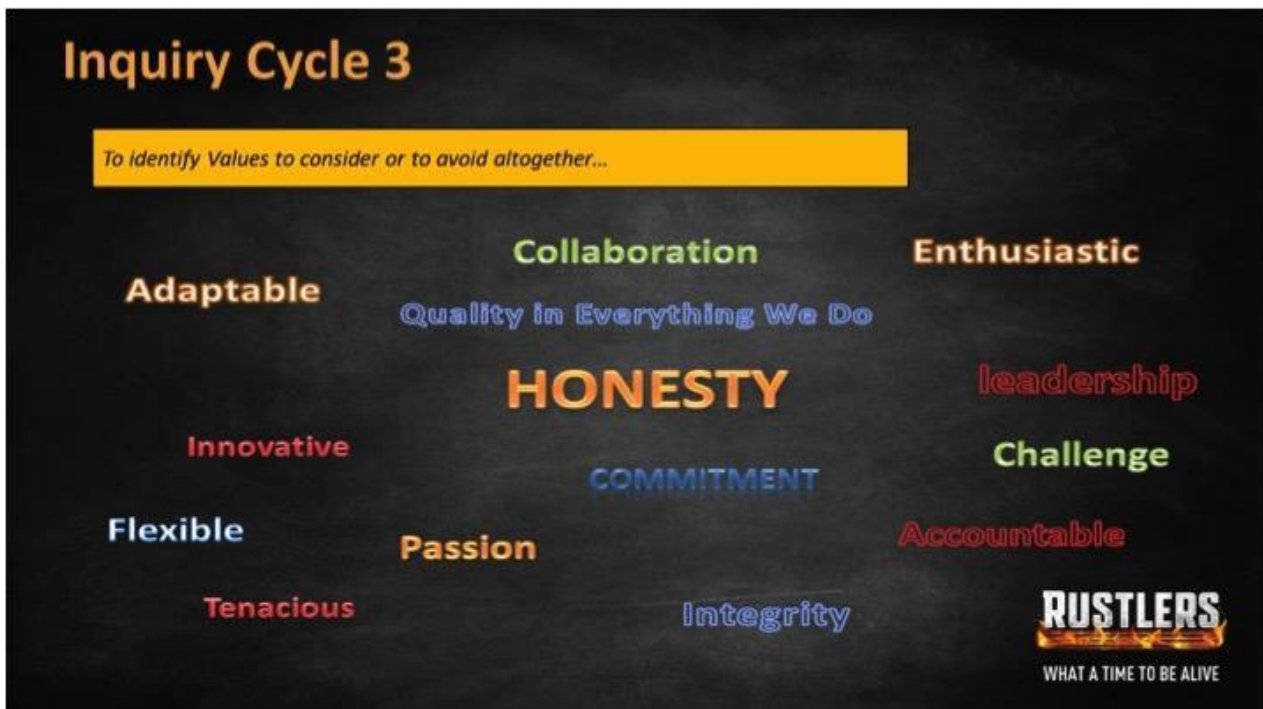 Inquiry Cycle 3
To identify Values to consider or to avoid altogether...
Collaboration
Enthusiastic
Adaptable
Quality in Everything We Do
HONESTY
leadership
Innovative
Challenge
COMMITMENT
Flexible
Passion
Accountable
Tenacious
Integrity
RUSTLERS
WHAT A TIME TO BE ALIVE